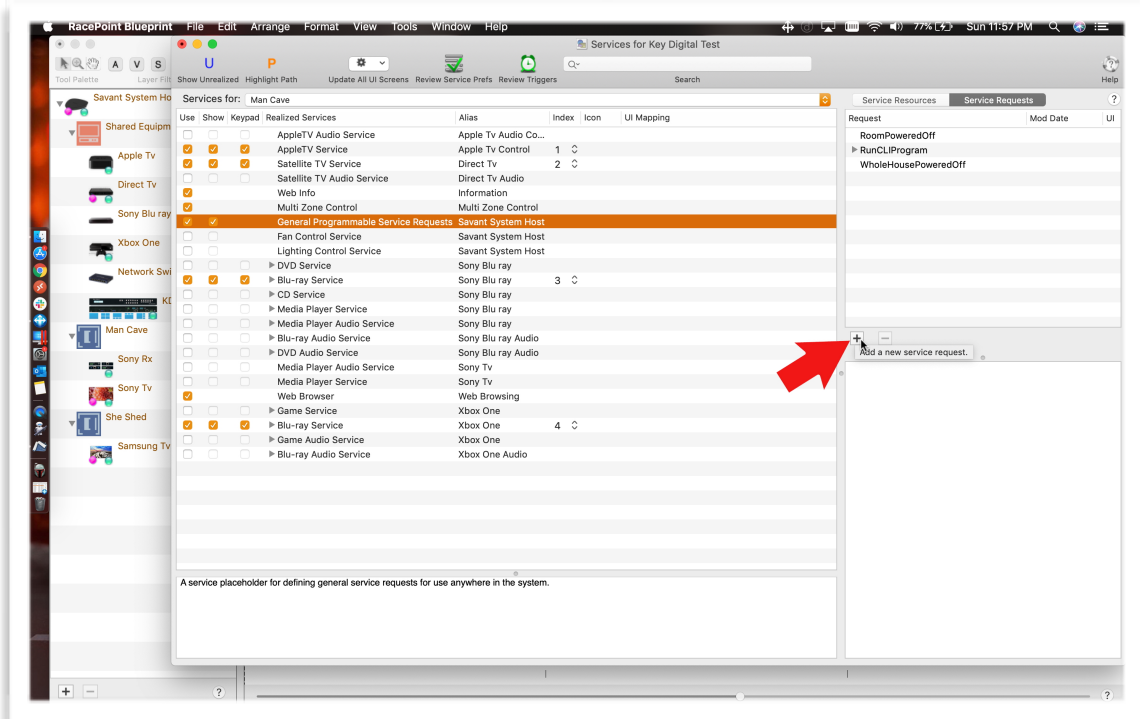 RacePoint Blueprint File Edit Arrange Format View Tools Window Help 77% Sun 11:57 PM
Services for Key Digital Test
A V S U P
Tool Palette Layer Filt Show Unrealized Highlight Path Update All UI Screens Review Service Prefs Review Triggers Search Help
Savant System Ho
Shared Equipm
Apple Tv
Direct Tv
Sony Blu ray
Xbox One
Network Swi
KD
Man Cave
Sony Rx
Sony Tv
She Shed
Samsung Tv
Services for: Man Cave
Use Show Keypad Realized Services Alias Index Icon UI Mapping
AppleTV Audio Service Apple Tv Audio Co...
AppleTV Service Apple Tv Control 1
Satellite TV Service Direct Tv 2
Satellite TV Audio Service Direct Tv Audio
Web Info Information
Multi Zone Control Multi Zone Control
General Programmable Service Requests Savant System Host
Fan Control Service Savant System Host
Lighting Control Service Savant System Host
DVD Service Sony Blu ray
Blu-ray Service Sony Blu ray 3
CD Service Sony Blu ray
Media Player Service Sony Blu ray
Media Player Audio Service Sony Blu ray
Blu-ray Audio Service Sony Blu ray Audio
DVD Audio Service Sony Blu ray Audio
Media Player Audio Service Sony Tv
Media Player Service Sony Tv
Web Browser Web Browsing
Game Service Xbox One
Blu-ray Service Xbox One 4
Game Audio Service Xbox One
Blu-ray Audio Service Xbox One Audio
A service placeholder for defining general service requests for use anywhere in the system.
Service Resources Service Requests ?
Request Mod Date UI
RoomPoweredOff
RunCLIProgram
WholeHousePoweredOff
+ −
Add a new service request.
+ − ? ?